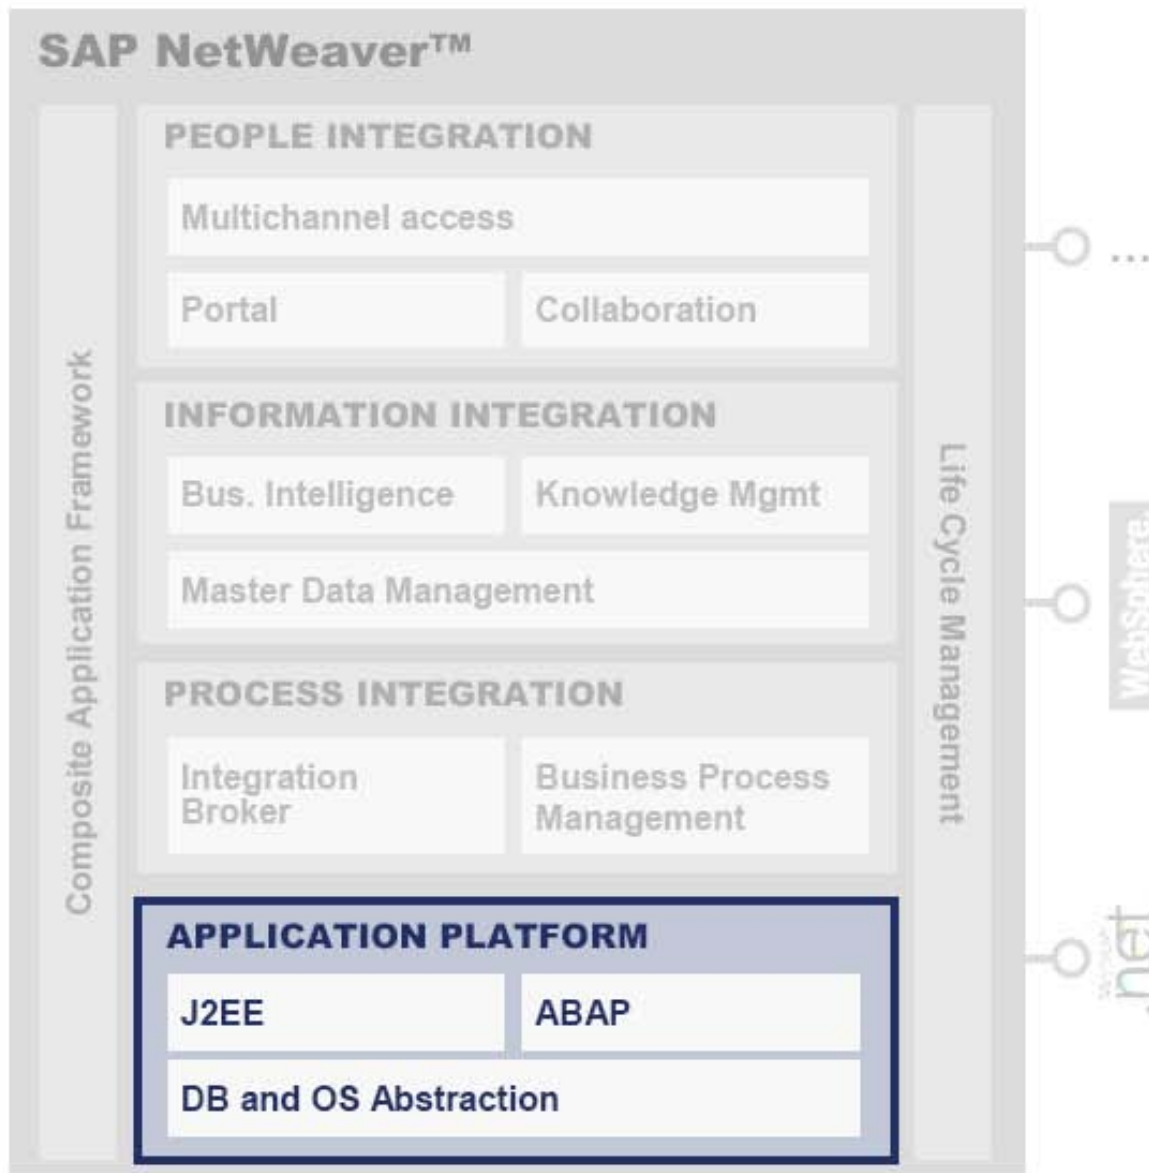 SAP NetWeaver™
PEOPLE INTEGRATION
Multichannel access
Portal
Collaboration
INFORMATION INTEGRATION
Bus. Intelligence
Knowledge Mgmt
Master Data Management
PROCESS INTEGRATION
Integration
Broker
Business Process
Management
APPLICATION PLATFORM
J2EE
ABAP
DB and OS Abstraction
Composite Application Framework
Life Cycle Management
...
WebSphere.
.net